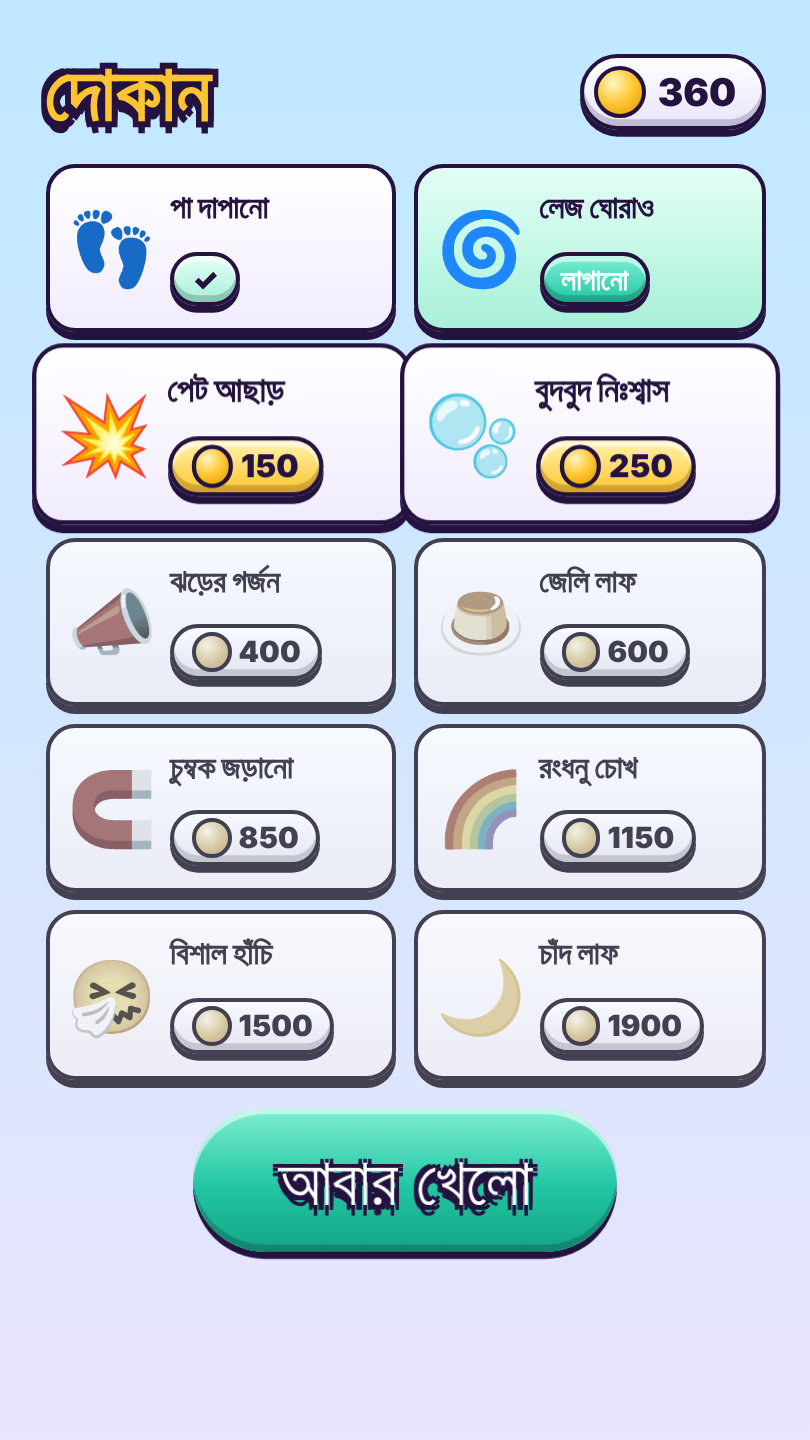 দোকান
360
পা দাপানো
লেজ ঘোরাও
লাগানো
পেট আছাড়
150
বুদবুদ নিঃশ্বাস
250
ঝড়ের গর্জন
400
জেলি লাফ
600
চুম্বক জড়ানো
850
রংধনু চোখ
1150
বিশাল হাঁচি
1500
চাঁদ লাফ
1900
আবার খেলো